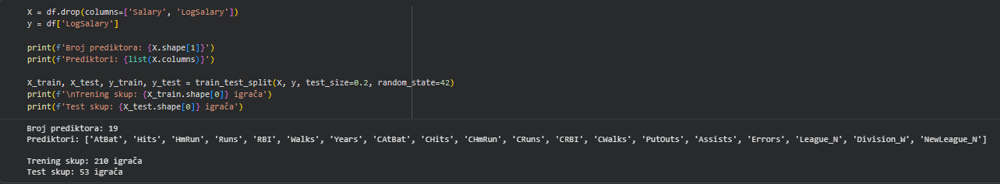 X = df.drop(columns=['Salary', 'LogSalary'])
y = df['LogSalary']
print(f'Broj prediktora: {X.shape[1]}')
print(f'Prediktori: {list(X.columns)}')
X_train, X_test, y_train, y_test = train_test_split(X, y, test_size=0.2, random_state=42)
print(f'\nTrening skup: {X_train.shape[0]} igrača')
print(f'Test skup: {X_test.shape[0]} igrača')
Broj prediktora: 19
Prediktori: ['AtBat', 'Hits', 'HmRun', 'Runs', 'RBI', 'Walks', 'Years', 'CAtBat', 'CHits', 'CHmRun', 'CRuns', 'CRBI', 'CWalks', 'PutOuts', 'Assists', 'Errors', 'League_N', 'Division_W', 'NewLeague_N']
Trening skup: 210 igrača
Test skup: 53 igrača